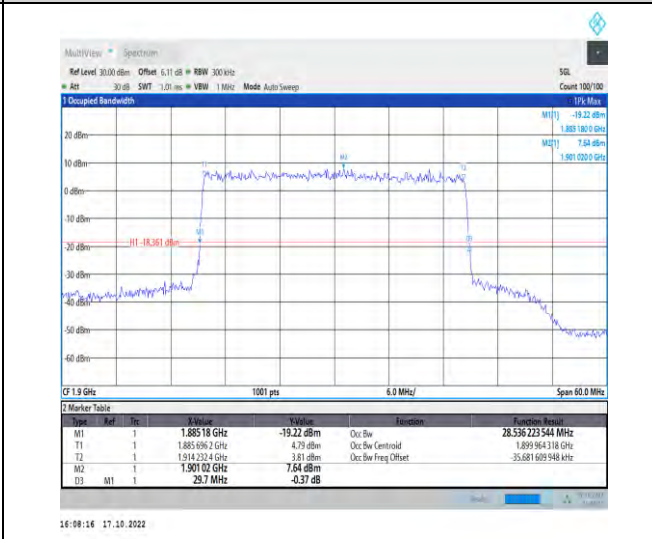 MultiView Spectrum
Ref Level 30.00 dBm Offset 6.11 dB RBW 300 kHz SGL
Att 30 dB SWT 1.01 ms VBW 1 MHz Mode Auto Sweep Count 100/100
1 Occupied Bandwidth 1Pk Max
M1[1] -19.22 dBm
1.885 180 0 GHz
M2[1] 7.64 dBm
1.901 020 0 GHz
20 dBm
10 dBm
M2
T1
T2
0 dBm
-10 dBm
M1
D3
H1 -18.361 dBm
-20 dBm
-30 dBm
-40 dBm
-50 dBm
-60 dBm
CF 1.9 GHz 1001 pts 6.0 MHz/ Span 60.0 MHz
2 Marker Table
Type Ref Trc X-Value Y-Value Function Function Result
M1 1 1.88518 GHz -19.22 dBm Occ Bw 28.536 223 544 MHz
T1 1 1.885 696 2 GHz 4.79 dBm Occ Bw Centroid 1.899 964 318 GHz
T2 1 1.914 232 4 GHz 3.81 dBm Occ Bw Freq Offset -35.681 609 948 kHz
M2 1 1.901 02 GHz 7.64 dBm
D3 M1 1 29.7 MHz -0.37 dB
16:08:16 17.10.2022